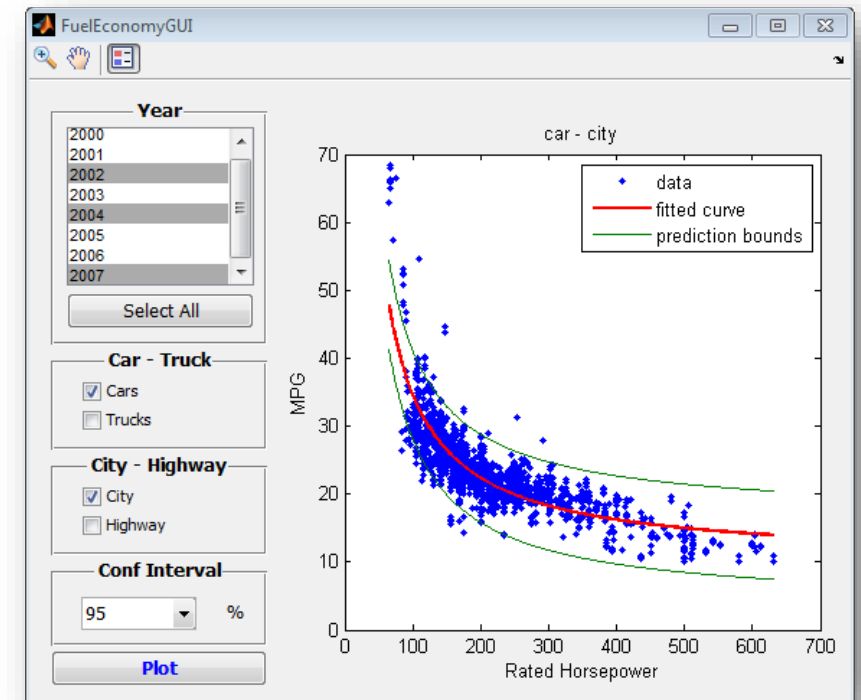 FuelEconomyGUI
Year
2000
2001
2002
2003
2004
2005
2006
2007
Select All
Car - Truck
Cars
Trucks
City - Highway
City
Highway
Conf Interval
95 %
Plot
car - city
data
fitted curve
prediction bounds
MPG
70
60
50
40
30
20
10
0
0 100 200 300 400 500 600 700
Rated Horsepower